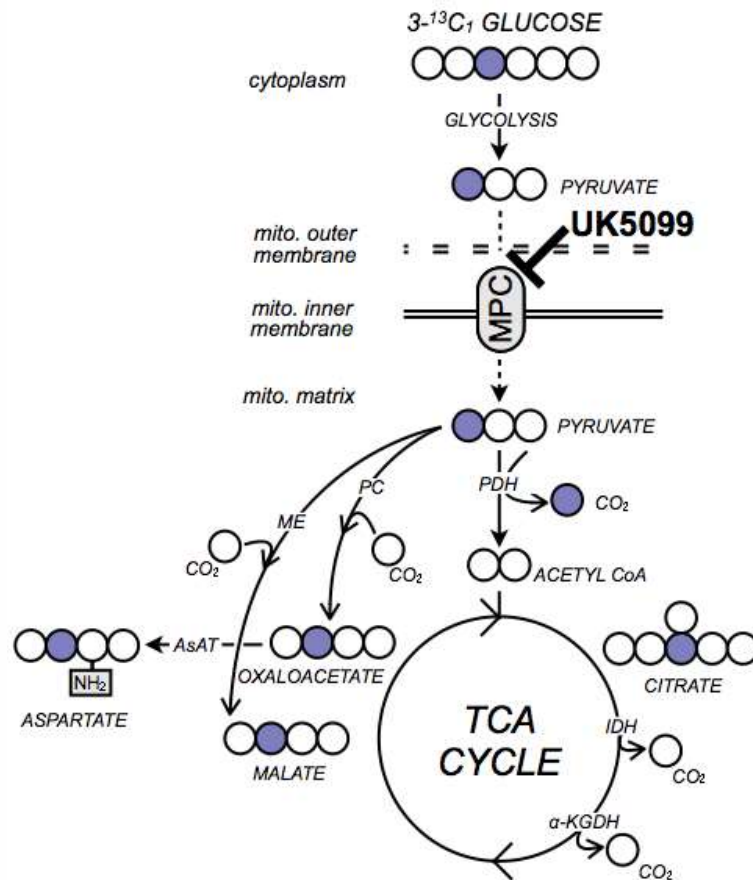 3-¹³C₁ GLUCOSE
cytoplasm
GLYCOLYSIS
PYRUVATE
UK5099
mito. outer
membrane
MPC
mito. inner
membrane
mito. matrix
PYRUVATE
PC
PDH
CO₂
ME
CO₂
CO₂
ACETYL CoA
AsAT
NH₂
OXALOACETATE
CITRATE
ASPARTATE
TCA
CYCLE
IDH
CO₂
MALATE
α-KGDH
CO₂